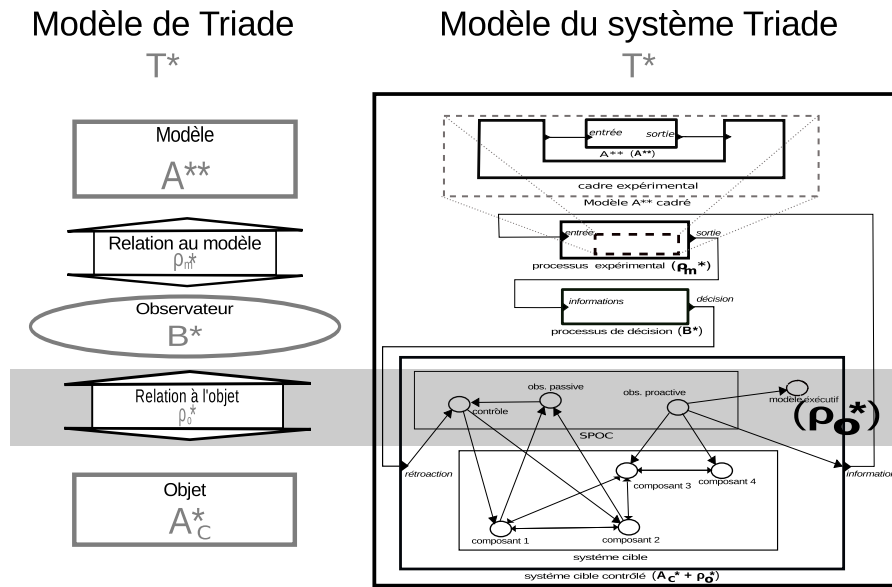 Modèle de Triade
T*
Modèle
A**
Relation au modèle
ρm*
Observateur
B*
Relation à l'objet
ρo*
Objet
A*C
Modèle du système Triade
T*
entrée
sortie
A** (A**)
cadre expérimental
Modèle A** cadré
entrée
sortie
processus expérimental (ρm*)
informations
décision
processus de décision (B*)
obs. passive
obs. proactive
contrôle
modèle exécutif
(ρo*)
SPOC
rétroaction
information
composant 3
composant 4
composant 1
composant 2
système cible
système cible contrôlé (Ac* + ρo*)